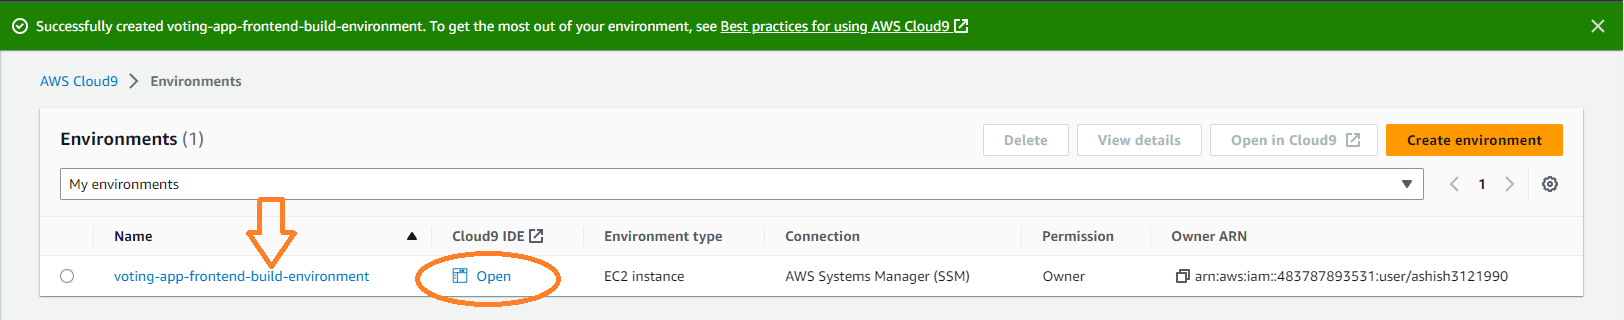 Successfully created voting-app-frontend-build-environment. To get the most out of your environment, see Best practices for using AWS Cloud9
AWS Cloud9 > Environments
Environments (1)
Delete
View details
Open in Cloud9
Create environment
My environments
1
Name
Cloud9 IDE
Environment type
Connection
Permission
Owner ARN
voting-app-frontend-build-environment
Open
EC2 instance
AWS Systems Manager (SSM)
Owner
arn:aws:iam::483787893531:user/ashish3121990